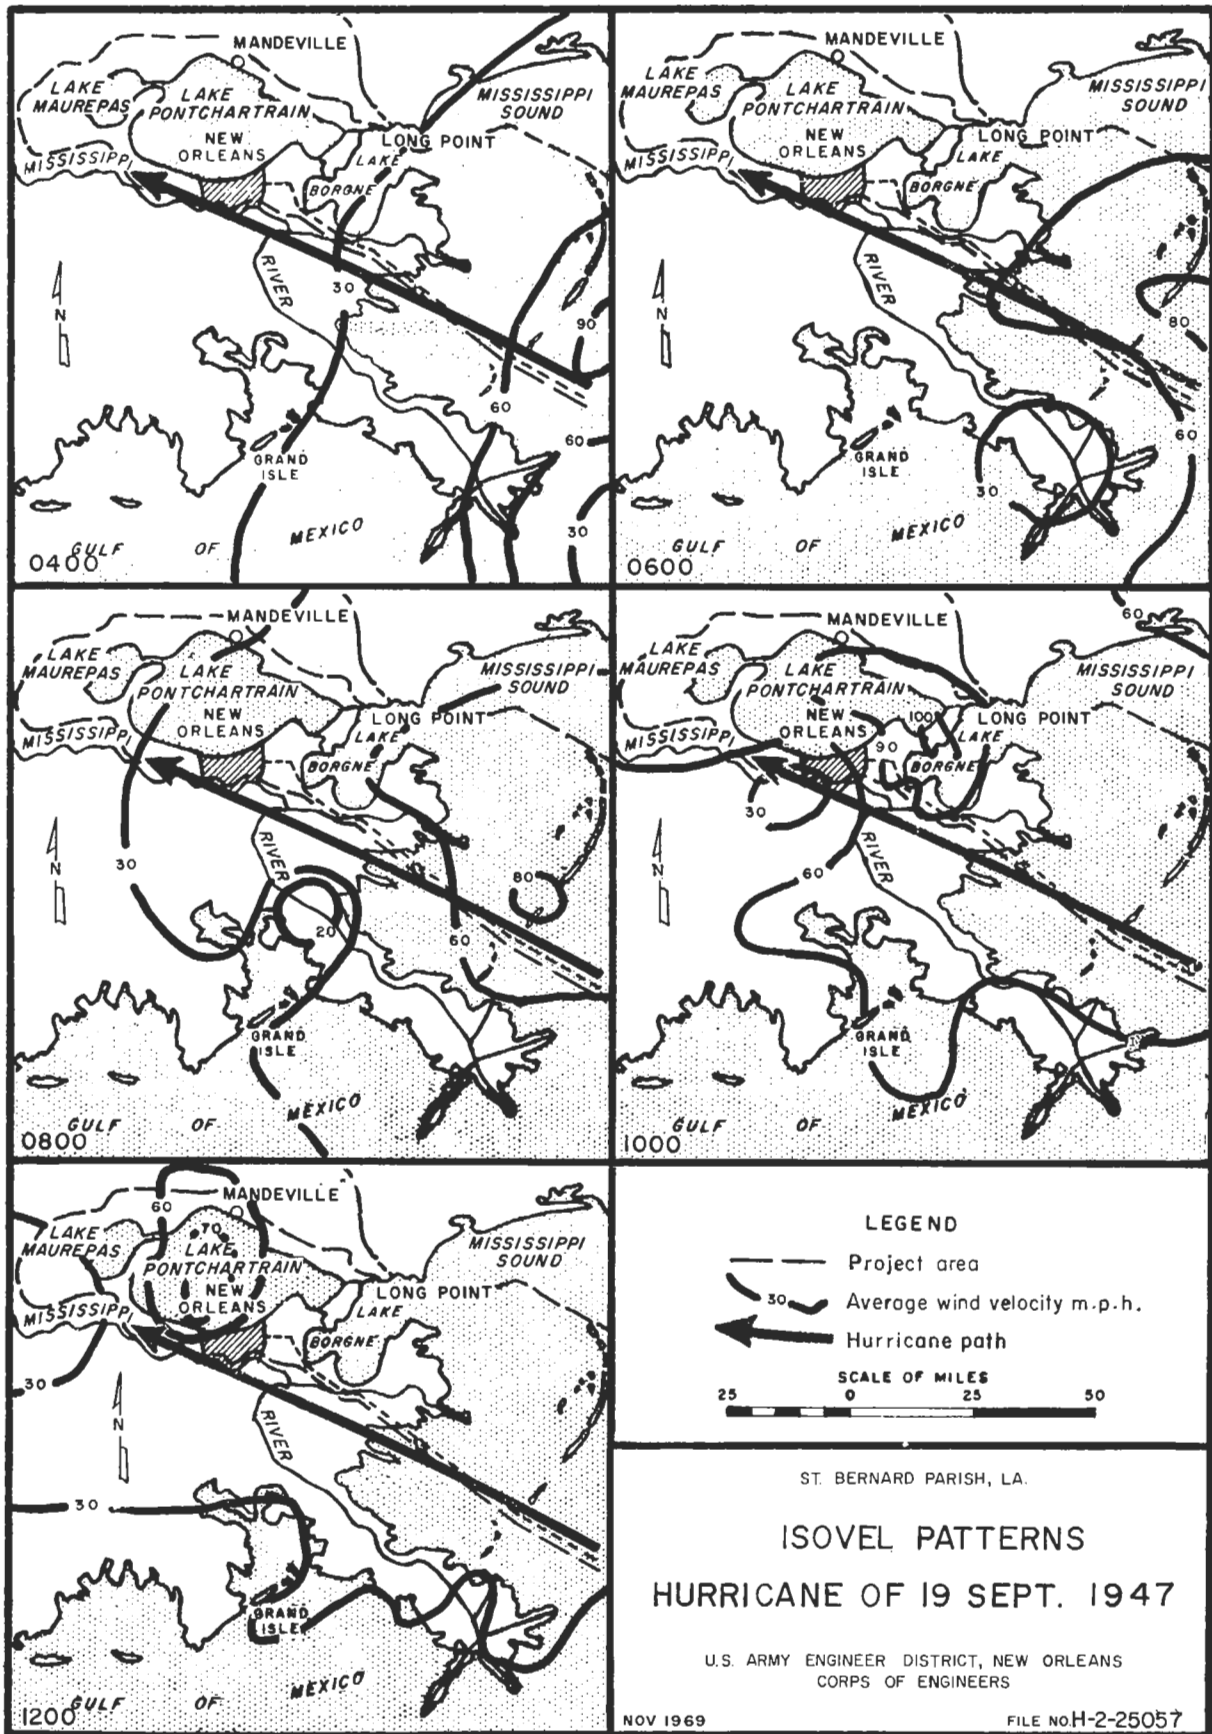 MANDEVILLE
LAKE
MAUREPAS
LAKE
PONTCHARTRAIN
MISSISSIPPI
SOUND
NEW
ORLEANS
LONG POINT
LAKE
BORGNE
MISSISSIPPI
RIVER
N
30
90
60
60
30
GRAND
ISLE
GULF OF MEXICO
0400
MANDEVILLE
LAKE
MAUREPAS
LAKE
PONTCHARTRAIN
MISSISSIPPI
SOUND
NEW
ORLEANS
LONG POINT
LAKE
BORGNE
MISSISSIPPI
RIVER
N
80
60
30
GRAND
ISLE
GULF OF MEXICO
0600
MANDEVILLE
LAKE
MAUREPAS
LAKE
PONTCHARTRAIN
MISSISSIPPI
SOUND
NEW
ORLEANS
LONG POINT
LAKE
BORGNE
MISSISSIPPI
RIVER
N
30
80
20
60
GRAND
ISLE
GULF OF MEXICO
0800
60
MANDEVILLE
LAKE
MAUREPAS
LAKE
PONTCHARTRAIN
MISSISSIPPI
SOUND
NEW
ORLEANS
100
LONG POINT
LAKE
90
BORGNE
MISSISSIPPI
30
RIVER
N
60
GRAND
ISLE
GULF OF MEXICO
1000
60
MANDEVILLE
70
LAKE
MAUREPAS
LAKE
PONTCHARTRAIN
MISSISSIPPI
SOUND
NEW
ORLEANS
LONG POINT
LAKE
BORGNE
MISSISSIPPI
30
RIVER
N
30
GRAND
ISLE
GULF OF MEXICO
1200
LEGEND
Project area
30 Average wind velocity m.p.h.
Hurricane path
SCALE OF MILES
25 0 25 50
ST. BERNARD PARISH, LA.
ISOVEL PATTERNS
HURRICANE OF 19 SEPT. 1947
U.S. ARMY ENGINEER DISTRICT, NEW ORLEANS
CORPS OF ENGINEERS
NOV 1969 FILE NO.H-2-25057